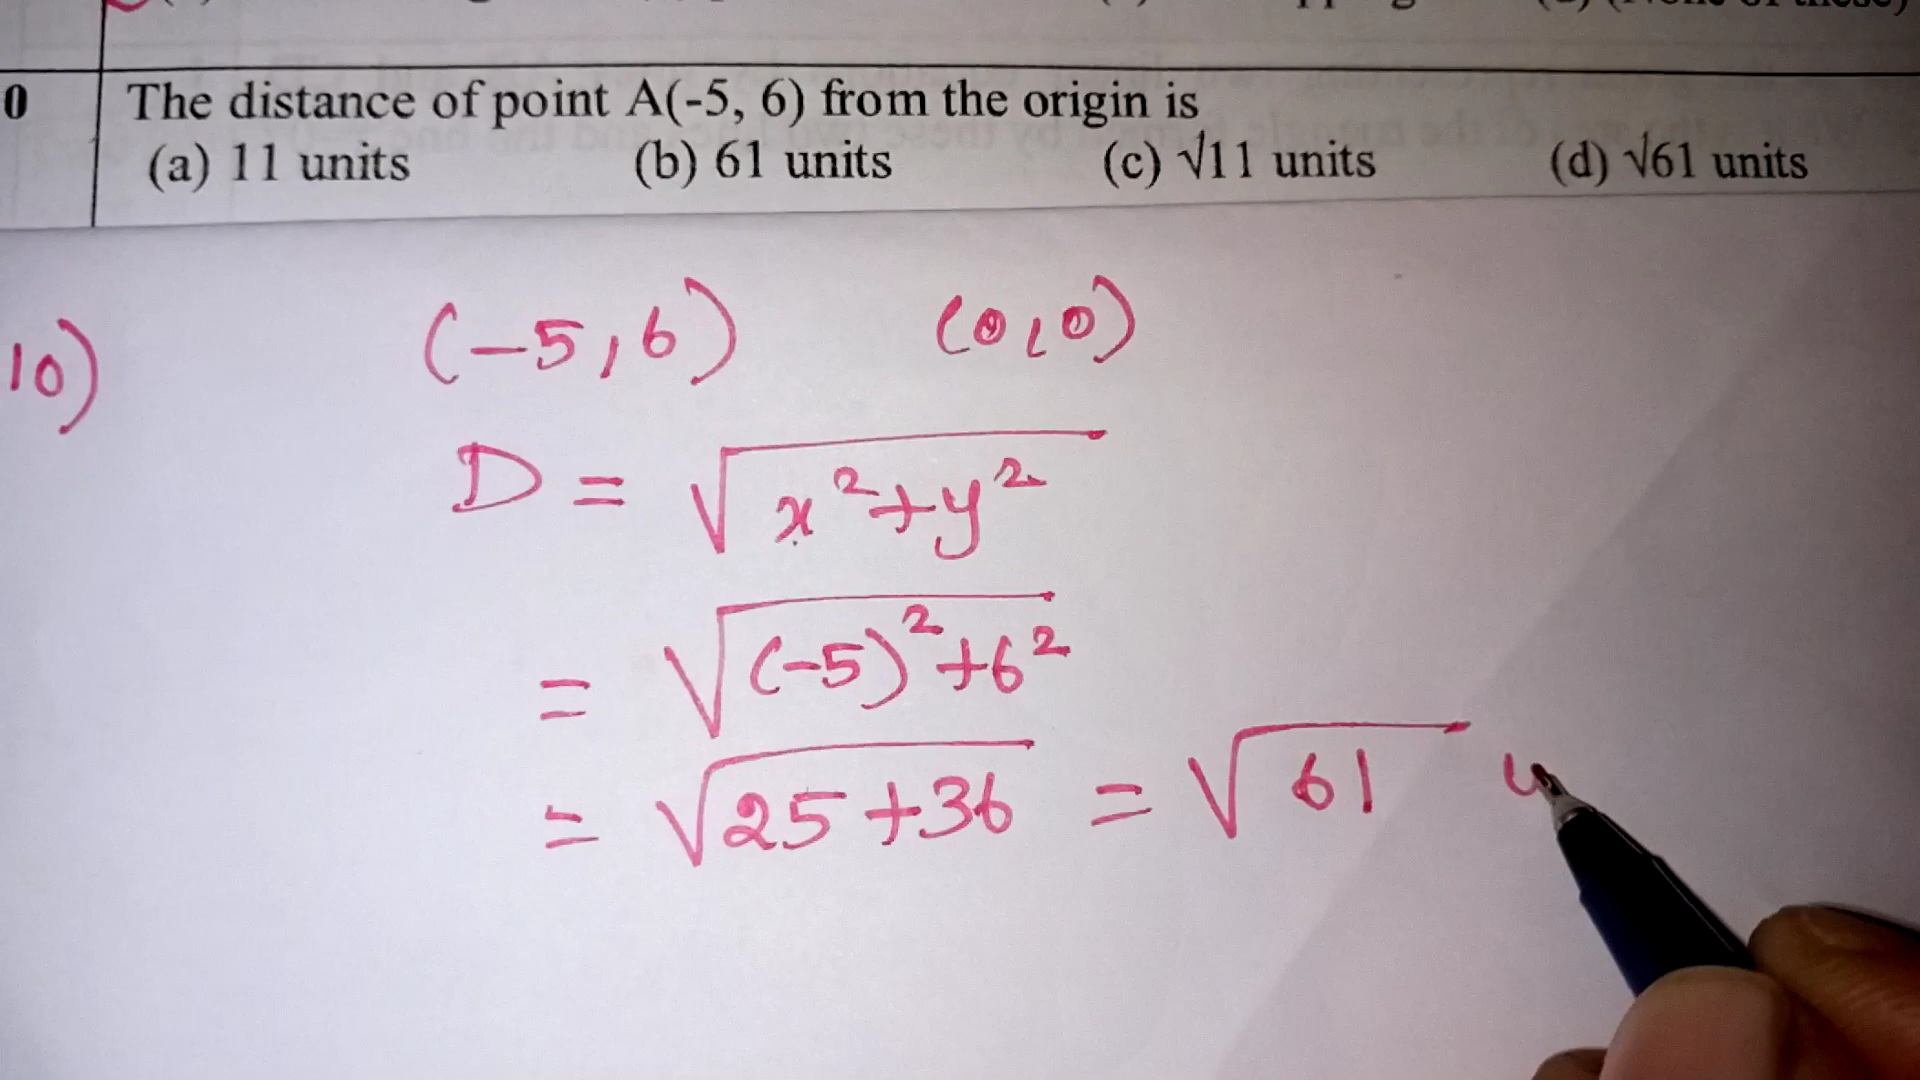 0 The distance of point A(-5, 6) from the origin is
(a) 11 units (b) 61 units (c) √11 units (d) √61 units
10) (-5,6) (0,0)
D = √x²+y²
= √(-5)²+6²
= √25+36 = √61 u